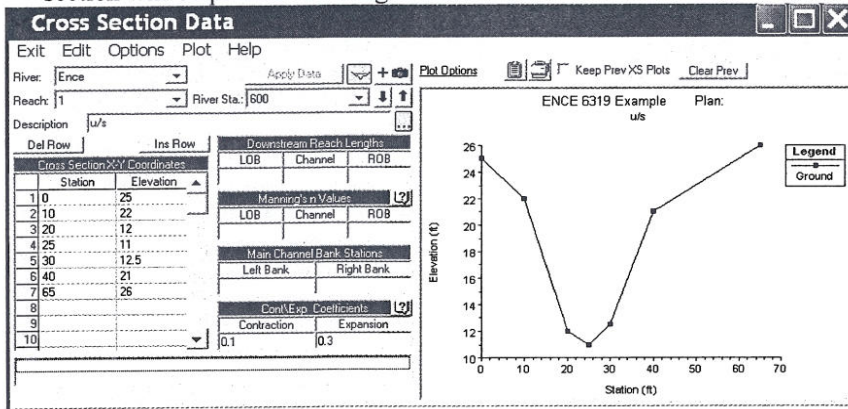 Cross Section Data
Exit Edit Options Plot Help
River: Ence Apply Data
Reach: 1 River Sta.: 600
Description u/s
Del Row Ins Row
Cross Section X-Y Coordinates
Station Elevation
1 0 25
2 10 22
3 20 12
4 25 11
5 30 12.5
6 40 21
7 65 26
8
9
10
Downstream Reach Lengths
LOB Channel ROB
Manning's n Values
LOB Channel ROB
Main Channel Bank Stations
Left Bank Right Bank
Cont\Exp Coefficients
Contraction Expansion
0.1 0.3
Plot Options Keep Prev XS Plots Clear Prev
ENCE 6319 Example Plan:
u/s
Legend
Ground
Elevation (ft)
26
24
22
20
18
16
14
12
10
0 10 20 30 40 50 60 70
Station (ft)